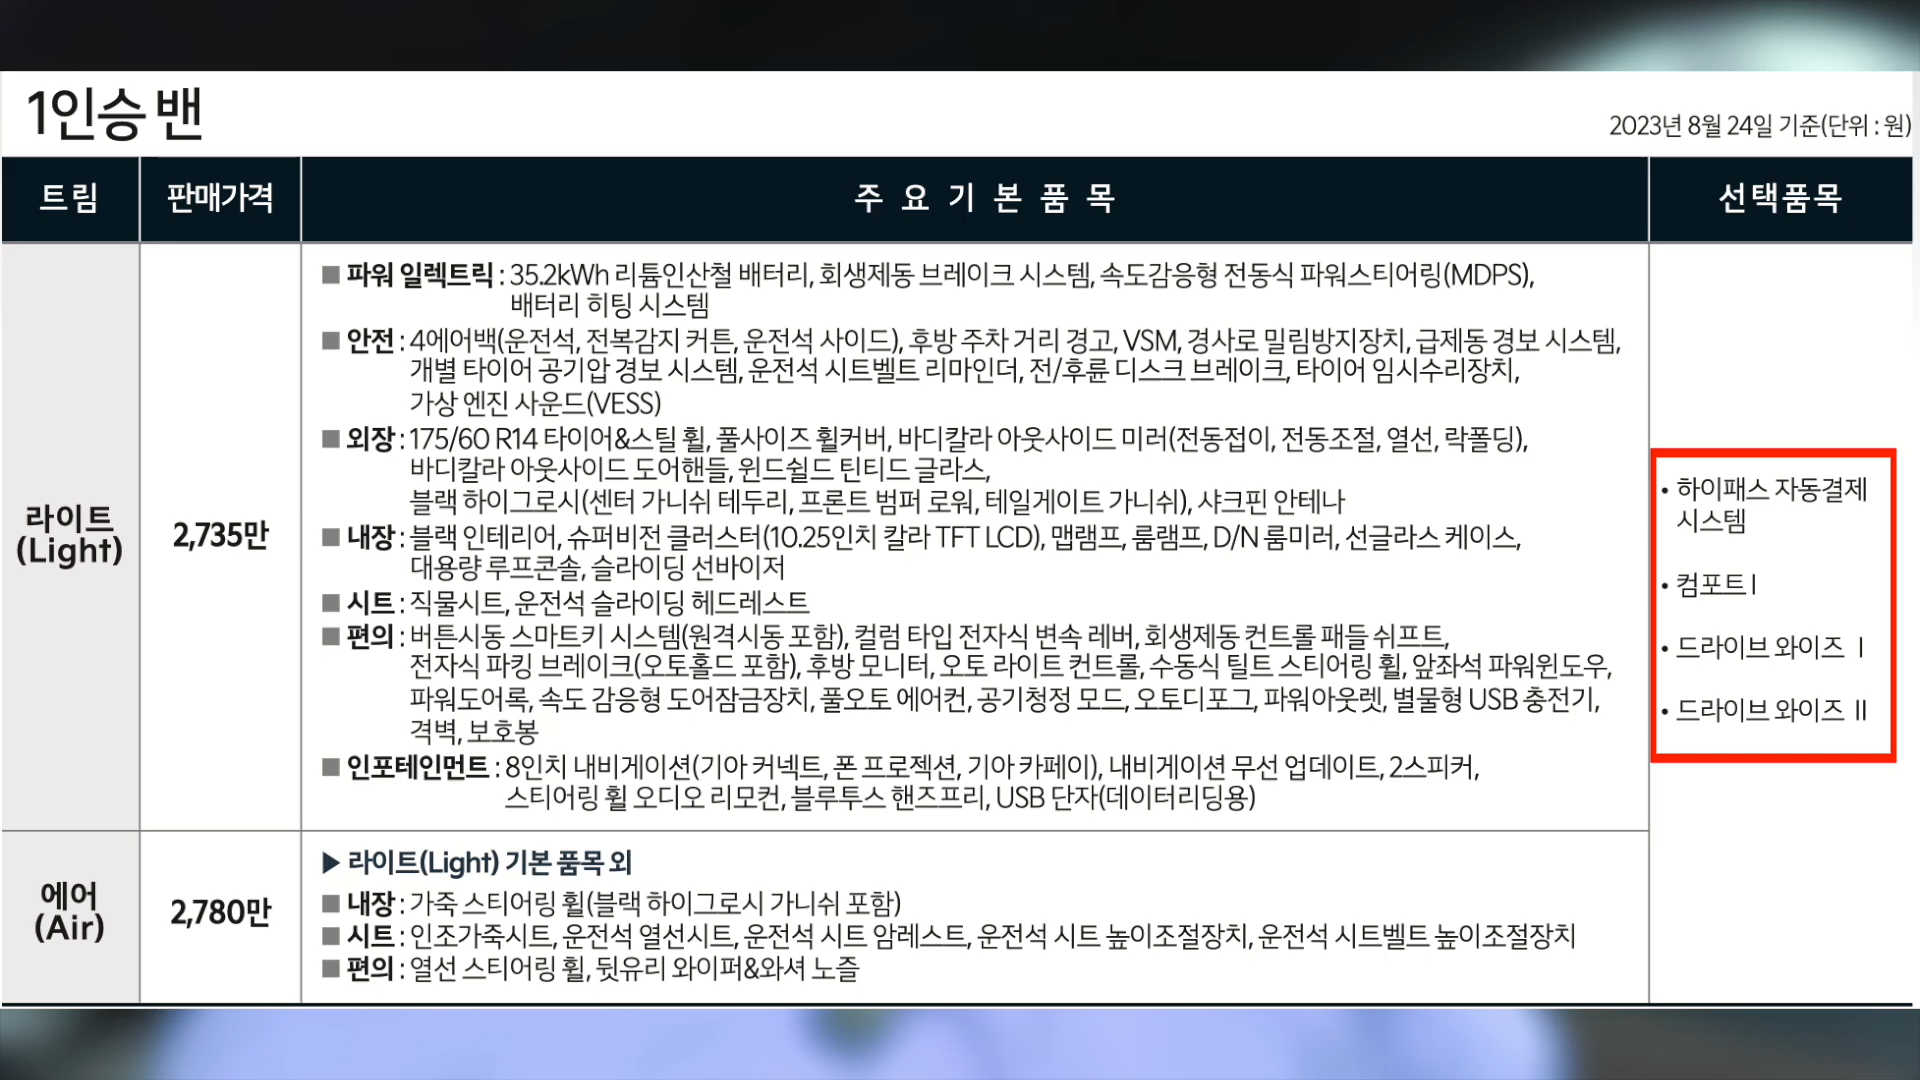 1인승 밴
2023년 8월 24일 기준(단위 : 원)
트림
판매가격
주요기본품목
선택품목
라이트
(Light)
2,735만
■ 파워 일렉트릭 : 35.2kWh 리튬인산철 배터리, 회생제동 브레이크 시스템, 속도감응형 전동식 파워스티어링(MDPS),
배터리 히팅 시스템
■ 안전 : 4에어백(운전석, 전복감지 커튼, 운전석 사이드), 후방 주차 거리 경고, VSM, 경사로 밀림방지장치, 급제동 경보 시스템,
개별 타이어 공기압 경보 시스템, 운전석 시트벨트 리마인더, 전/후륜 디스크 브레이크, 타이어 임시수리장치,
가상 엔진 사운드(VESS)
■ 외장 : 175/60 R14 타이어&스틸 휠, 풀사이즈 휠커버, 바디칼라 아웃사이드 미러(전동접이, 전동조절, 열선, 락폴딩),
바디칼라 아웃사이드 도어핸들, 윈드쉴드 틴티드 글라스,
블랙 하이그로시(센터 가니쉬 테두리, 프론트 범퍼 로워, 테일게이트 가니쉬), 샤크핀 안테나
■ 내장 : 블랙 인테리어, 슈퍼비전 클러스터(10.25인치 칼라 TFT LCD), 맵램프, 룸램프, D/N 룸미러, 선글라스 케이스,
대용량 루프콘솔, 슬라이딩 선바이저
■ 시트 : 직물시트, 운전석 슬라이딩 헤드레스트
■ 편의 : 버튼시동 스마트키 시스템(원격시동 포함), 컬럼 타입 전자식 변속 레버, 회생제동 컨트롤 패들 쉬프트,
전자식 파킹 브레이크(오토홀드 포함), 후방 모니터, 오토 라이트 컨트롤, 수동식 틸트 스티어링 휠, 앞좌석 파워윈도우,
파워도어록, 속도 감응형 도어잠금장치, 풀오토 에어컨, 공기청정 모드, 오토디포그, 파워아웃렛, 별물형 USB 충전기,
격벽, 보호봉
■ 인포테인먼트 : 8인치 내비게이션(기아 커넥트, 폰 프로젝션, 기아 카페이), 내비게이션 무선 업데이트, 2스피커,
스티어링 휠 오디오 리모컨, 블루투스 핸즈프리, USB 단자(데이터리딩용)
• 하이패스 자동결제
시스템
• 컴포트 I
• 드라이브 와이즈 I
• 드라이브 와이즈 II
에어
(Air)
2,780만
▶ 라이트(Light) 기본 품목 외
■ 내장 : 가죽 스티어링 휠(블랙 하이그로시 가니쉬 포함)
■ 시트 : 인조가죽시트, 운전석 열선시트, 운전석 시트 암레스트, 운전석 시트 높이조절장치, 운전석 시트벨트 높이조절장치
■ 편의 : 열선 스티어링 휠, 뒷유리 와이퍼&와셔 노즐